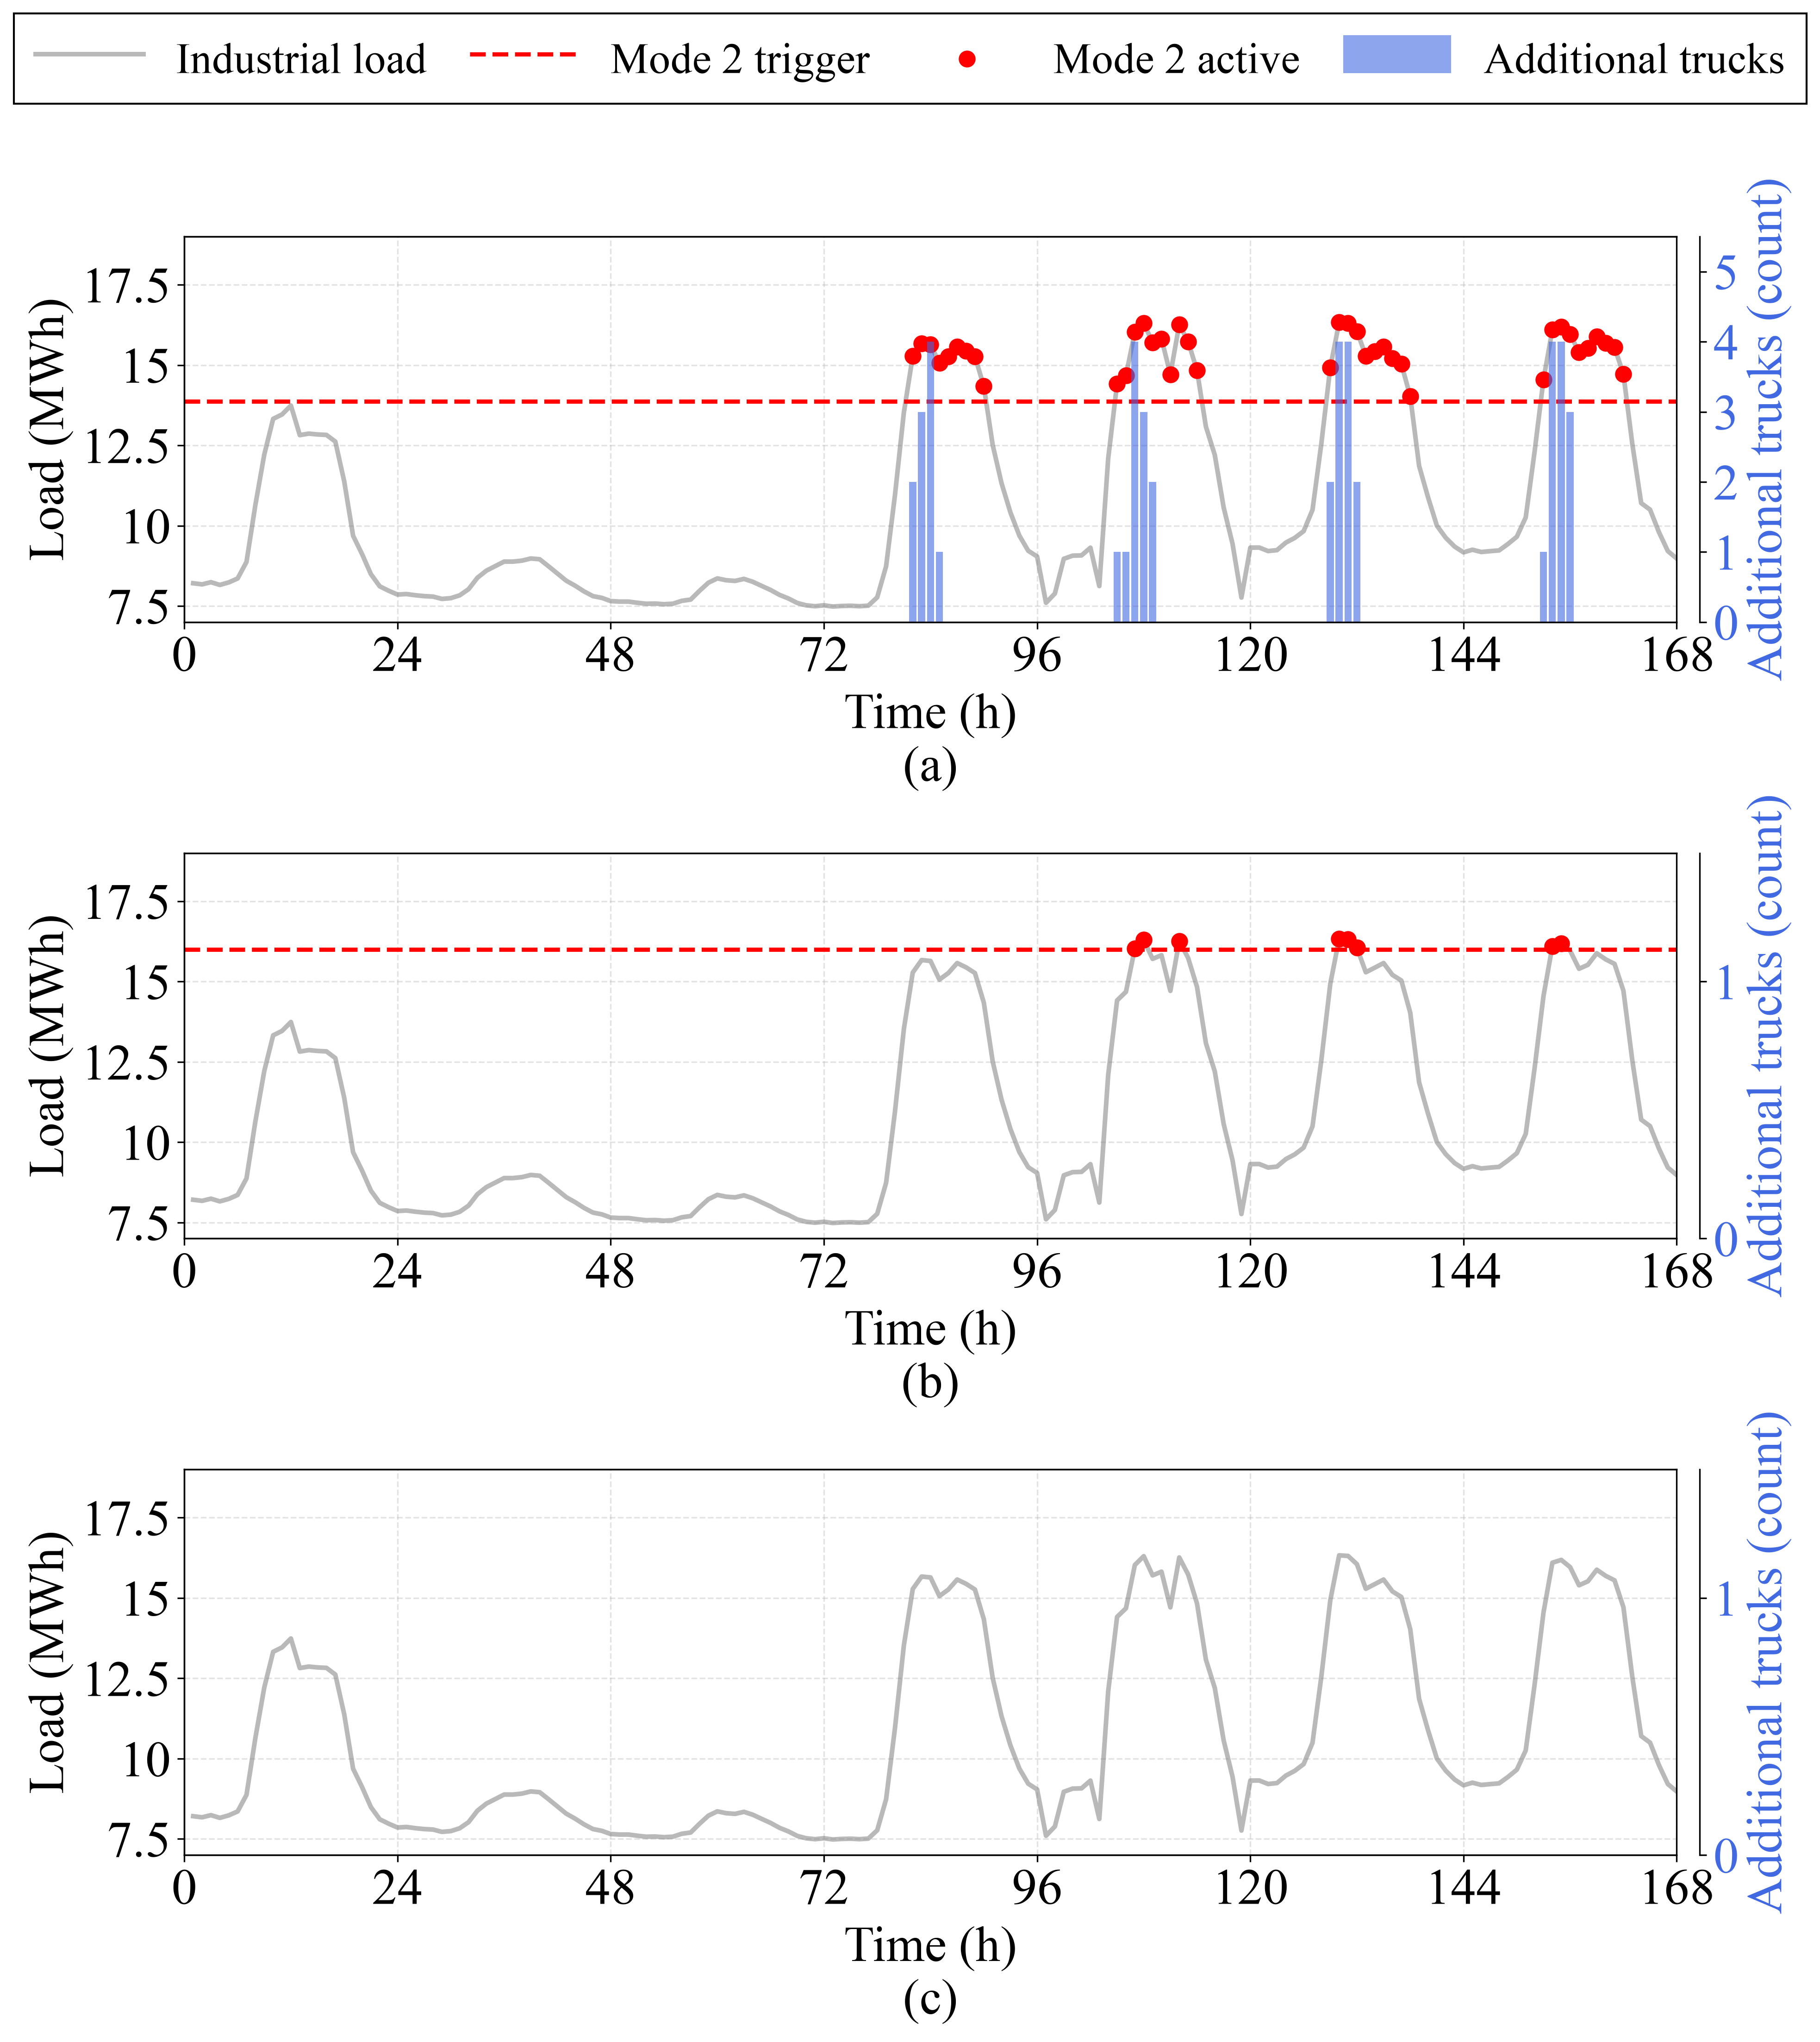 Industrial load Mode 2 trigger Mode 2 active Additional trucks
Load (MWh)
17.5
15
12.5
10
7.5
0 24 48 72 96 120 144 168
Time (h)
(a)
5
4
3
2
1
0
Additional trucks (count)
Load (MWh)
17.5
15
12.5
10
7.5
0 24 48 72 96 120 144 168
Time (h)
(b)
1
0
Additional trucks (count)
Load (MWh)
17.5
15
12.5
10
7.5
0 24 48 72 96 120 144 168
Time (h)
(c)
1
0
Additional trucks (count)